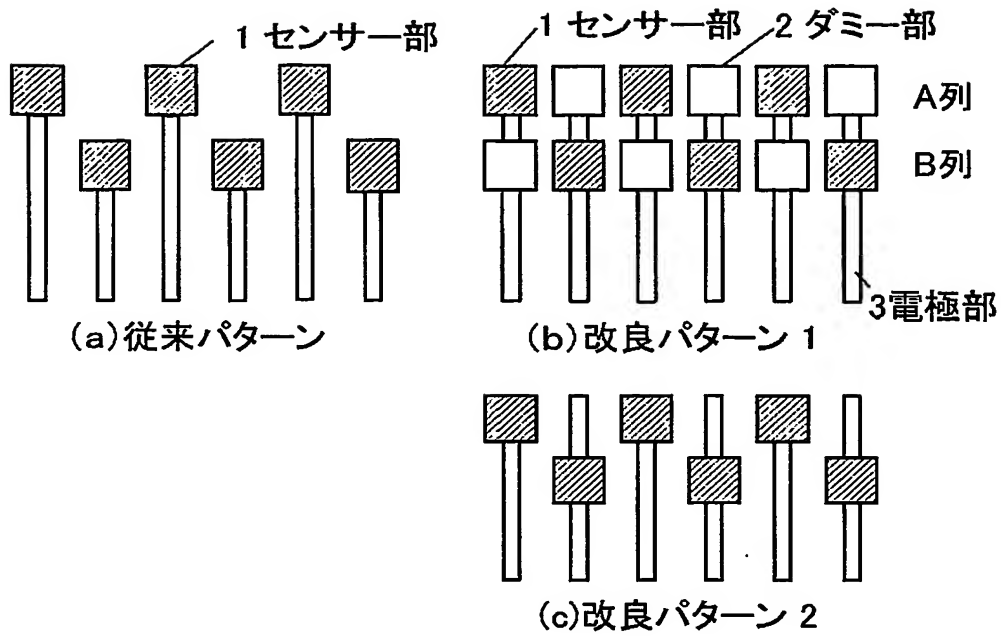 1 センサー部
(a)従来パターン
1 センサー部
2 ダミー部
A列
B列
3電極部
(b)改良パターン 1
(c)改良パターン 2